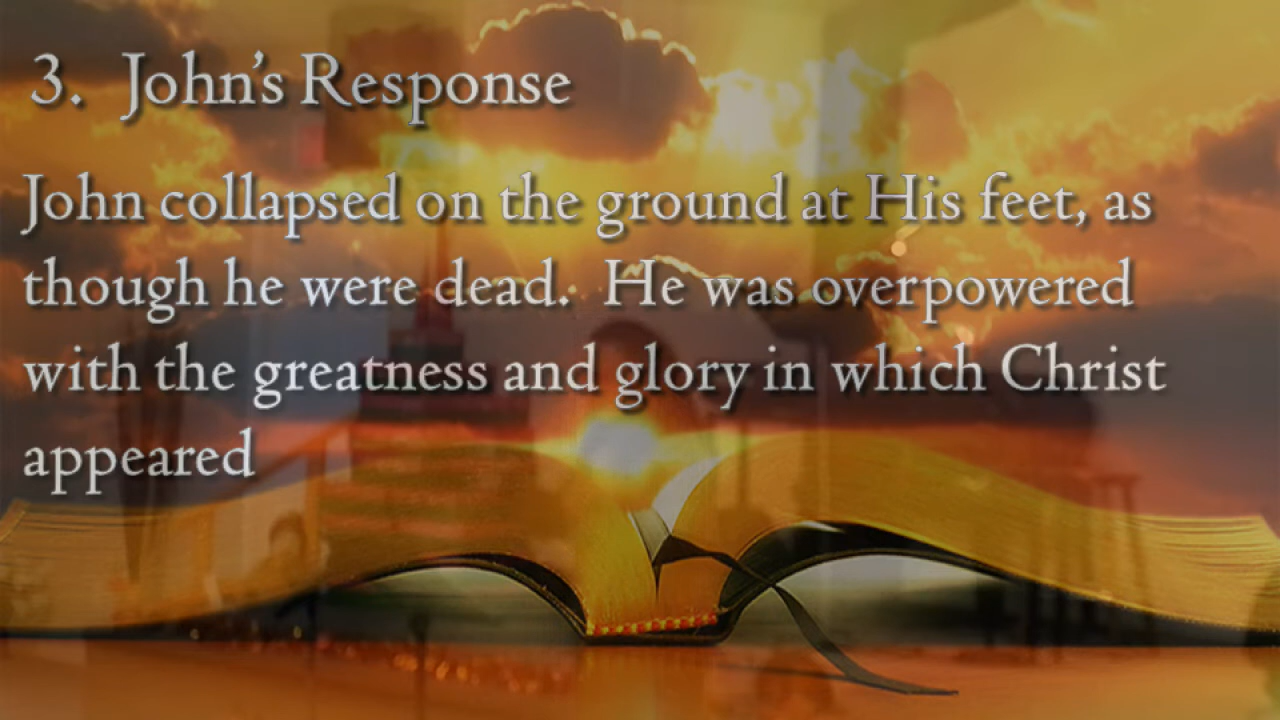 3. John's Response
John collapsed on the ground at His feet, as
though he were dead. He was overpowered
with the greatness and glory in which Christ
appeared